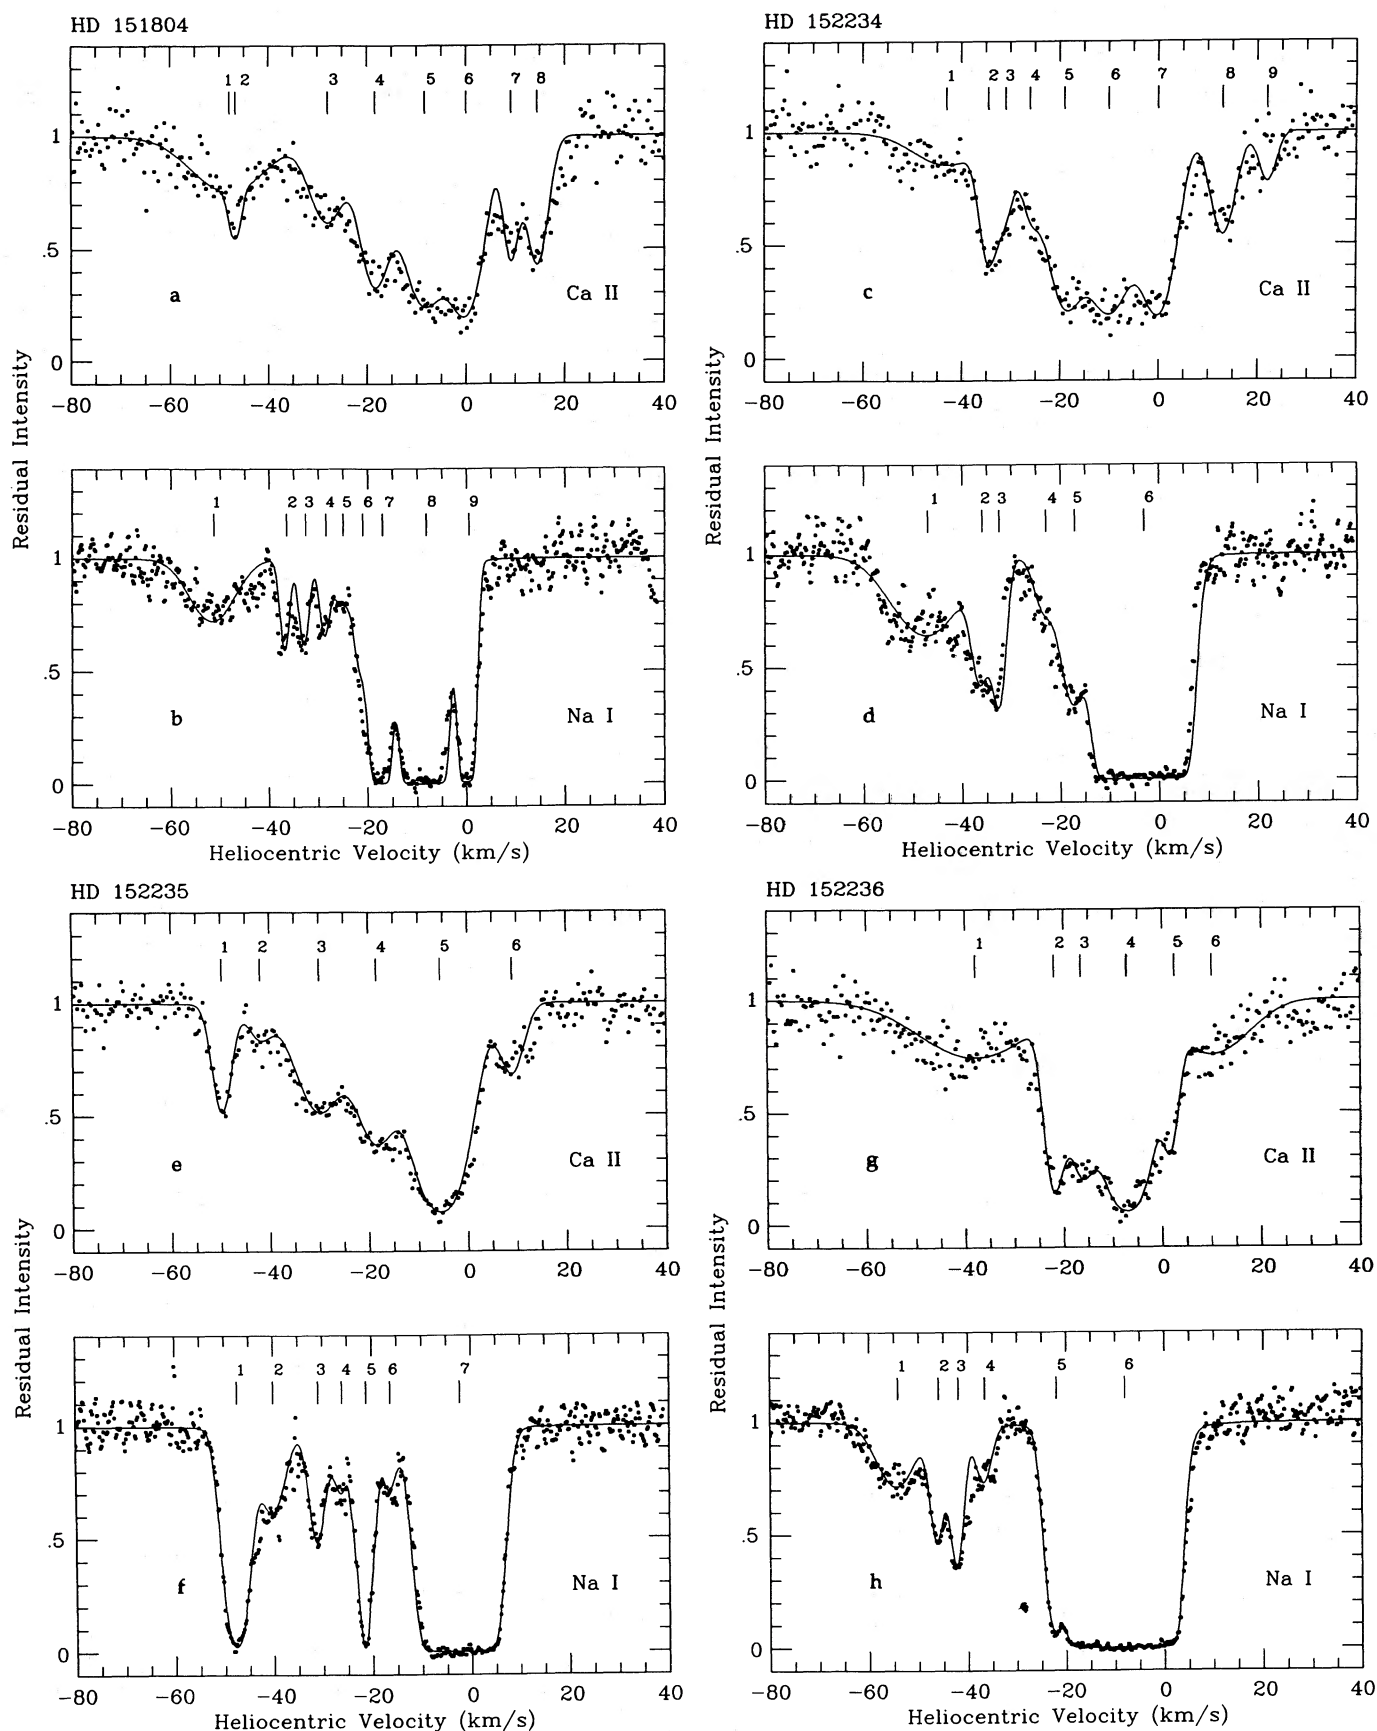 HD 151804
1 2 3 4 5 6 7 8
1
.5
0
a
Ca II
-80 -60 -40 -20 0 20 40
HD 152234
1 2 3 4 5 6 7 8 9
1
.5
0
c
Ca II
-80 -60 -40 -20 0 20 40
Residual Intensity
Residual Intensity
1 2 3 4 5 6 7 8 9
1
.5
0
b
Na I
-80 -60 -40 -20 0 20 40
Heliocentric Velocity (km/s)
1 2 3 4 5 6
1
.5
0
d
Na I
-80 -60 -40 -20 0 20 40
Heliocentric Velocity (km/s)
HD 152235
1 2 3 4 5 6
1
.5
0
e
Ca II
-80 -60 -40 -20 0 20 40
HD 152236
1 2 3 4 5 6
1
.5
0
g
Ca II
-80 -60 -40 -20 0 20 40
Residual Intensity
Residual Intensity
1 2 3 4 5 6 7
1
.5
0
f
Na I
-80 -60 -40 -20 0 20 40
Heliocentric Velocity (km/s)
1 2 3 4 5 6
1
.5
0
h
Na I
-80 -60 -40 -20 0 20 40
Heliocentric Velocity (km/s)